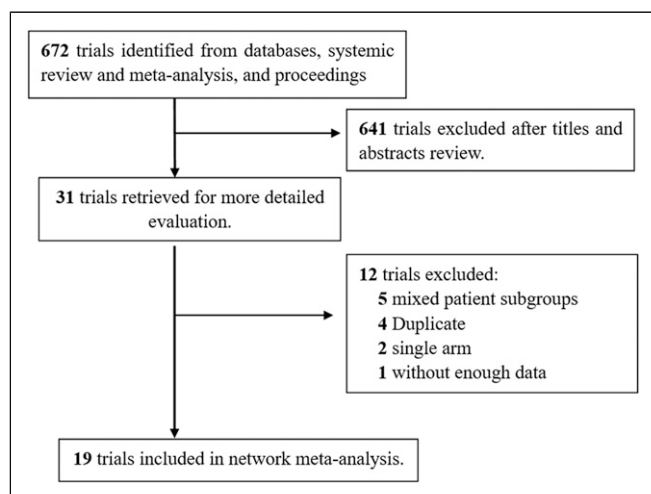 672 trials identified from databases, systemic
review and meta-analysis, and proceedings
641 trials excluded after titles and
abstracts review.
31 trials retrieved for more detailed
evaluation.
12 trials excluded:
5 mixed patient subgroups
4 Duplicate
2 single arm
1 without enough data
19 trials included in network meta-analysis.